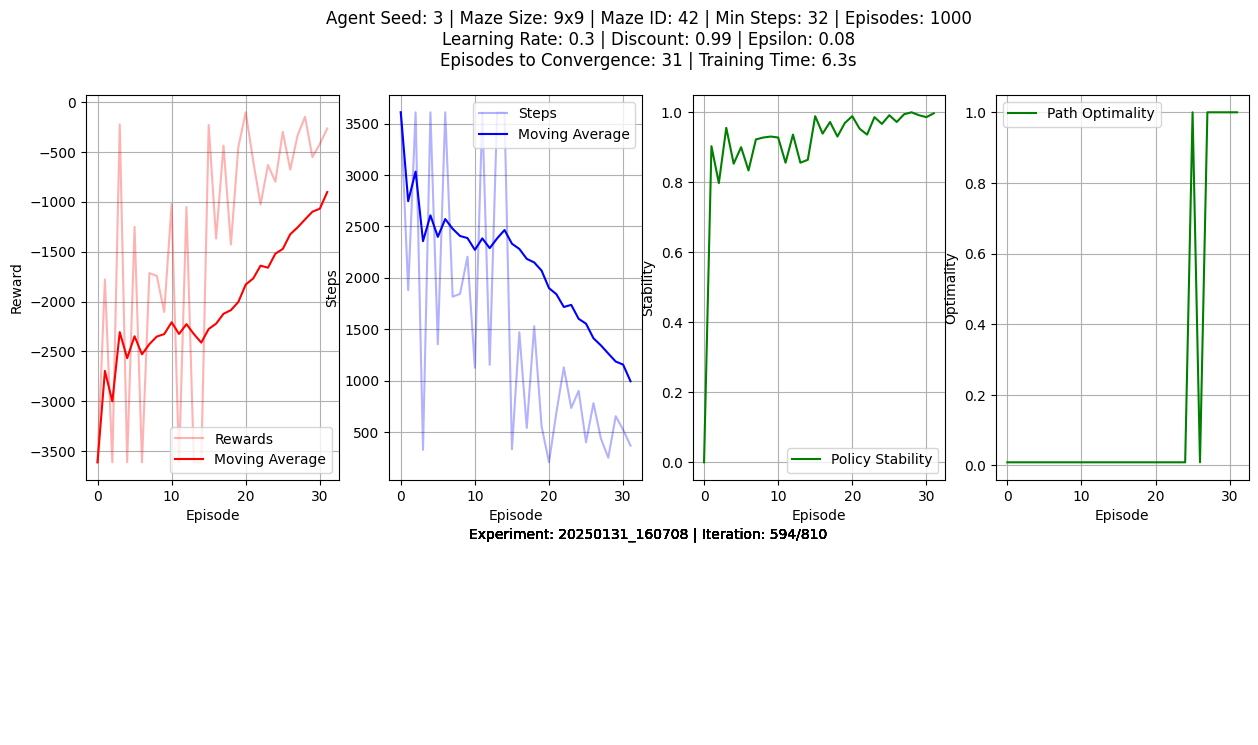 Agent Seed: 3 | Maze Size: 9x9 | Maze ID: 42 | Min Steps: 32 | Episodes: 1000
Learning Rate: 0.3 | Discount: 0.99 | Epsilon: 0.08
Episodes to Convergence: 31 | Training Time: 6.3s
Reward
0
−500
−1000
−1500
−2000
−2500
−3000
−3500
Rewards
Moving Average
0
10
20
30
Episode
Steps
3500
3000
2500
2000
1500
1000
500
Steps
Moving Average
0
10
20
30
Episode
Stability
1.0
0.8
0.6
0.4
0.2
0.0
Policy Stability
0
10
20
30
Episode
Optimality
1.0
0.8
0.6
0.4
0.2
0.0
Path Optimality
0
10
20
30
Episode
Experiment: 20250131_160708 | Iteration: 594/810